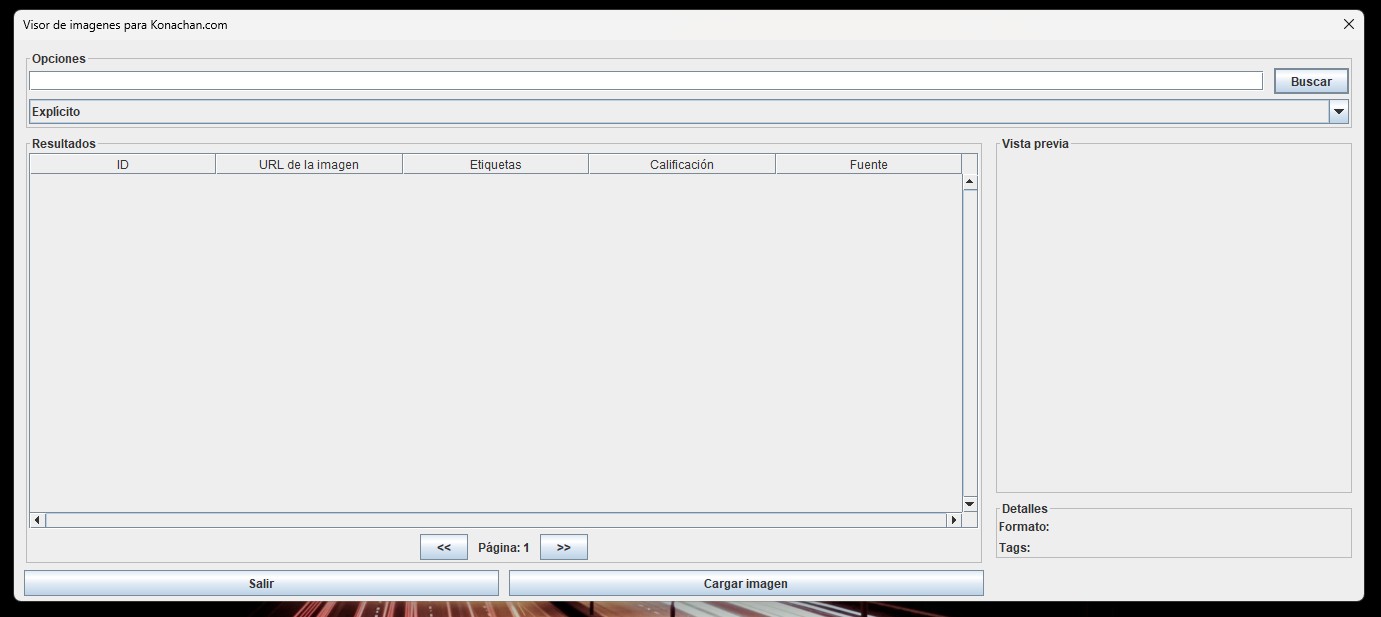 Visor de imagenes para Konachan.com
Opciones
Buscar
Explícito
Resultados
ID URL de la imagen Etiquetas Calificación Fuente
<< Página: 1 >>
Vista previa
Detalles
Formato:
Tags:
Salir Cargar imagen